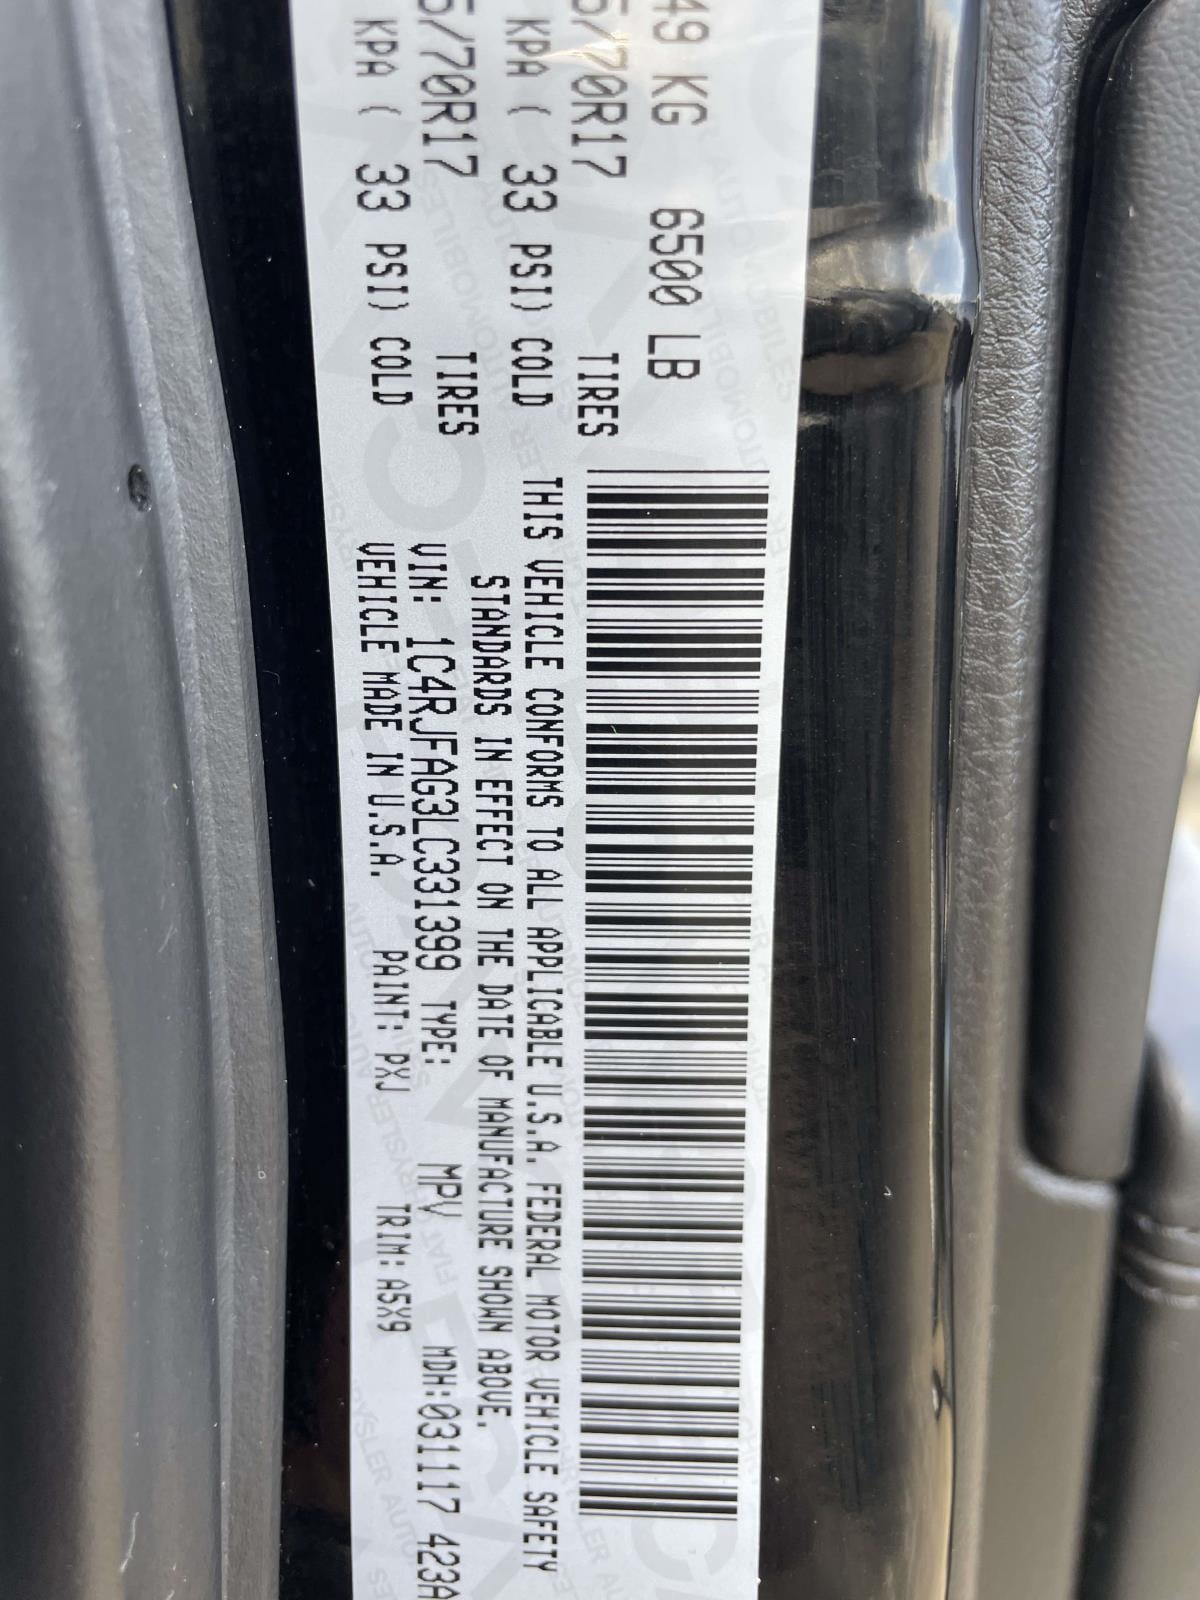 49 KG 6500 LB
5/70R17 TIRES
KPA ( 33 PSI) COLD
5/70R17 TIRES
KPA ( 33 PSI) COLD
THIS VEHICLE CONFORMS TO ALL APPLICABLE U.S.A. FEDERAL MOTOR VEHICLE SAFETY
STANDARDS IN EFFECT ON THE DATE OF MANUFACTURE SHOWN ABOVE.
VIN: 1C4RJFAG3LC331399 TYPE: MPV MDH:031117 423A
VEHICLE MADE IN U.S.A. PAINT: PXJ TRIM: A5X9